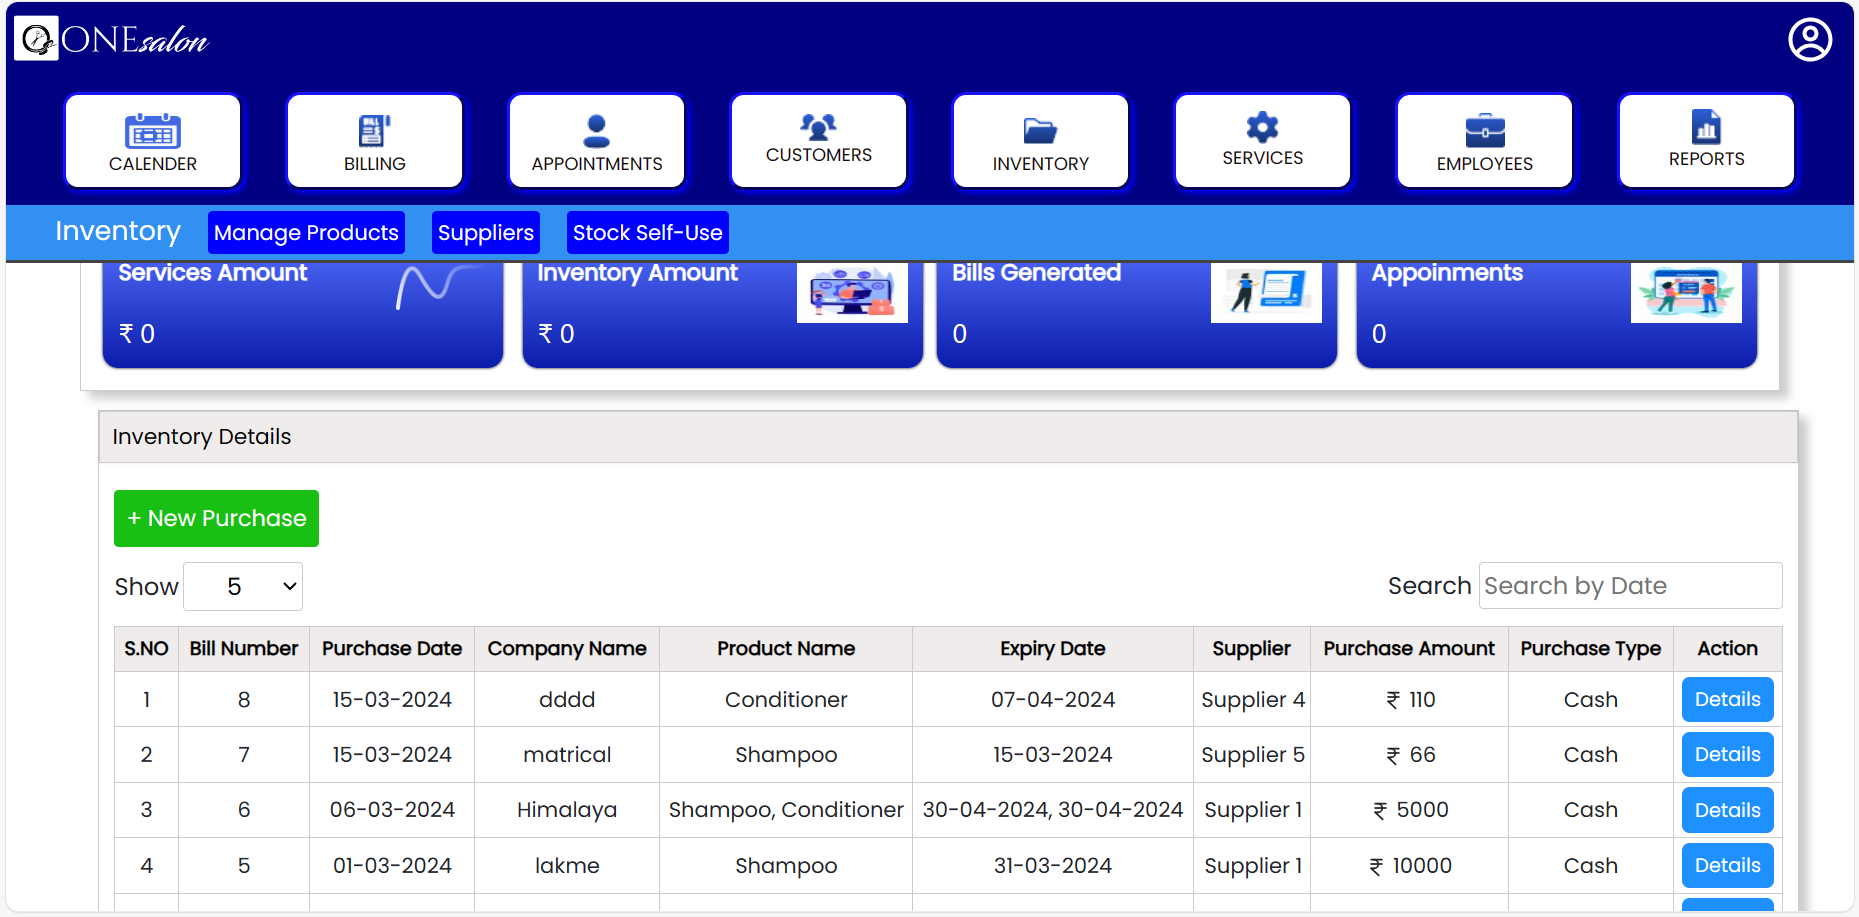 ONEsalon
CALENDER
BILLING
APPOINTMENTS
CUSTOMERS
INVENTORY
SERVICES
EMPLOYEES
REPORTS
Inventory Manage Products Suppliers Stock Self-Use
Services Amount
₹ 0
Inventory Amount
₹ 0
Bills Generated
0
Appoinments
0
Inventory Details
+ New Purchase
Show 5
Search Search by Date
S.NO Bill Number Purchase Date Company Name Product Name Expiry Date Supplier Purchase Amount Purchase Type Action
1 8 15-03-2024 dddd Conditioner 07-04-2024 Supplier 4 ₹ 110 Cash Details
2 7 15-03-2024 matrical Shampoo 15-03-2024 Supplier 5 ₹ 66 Cash Details
3 6 06-03-2024 Himalaya Shampoo, Conditioner 30-04-2024, 30-04-2024 Supplier 1 ₹ 5000 Cash Details
4 5 01-03-2024 lakme Shampoo 31-03-2024 Supplier 1 ₹ 10000 Cash Details